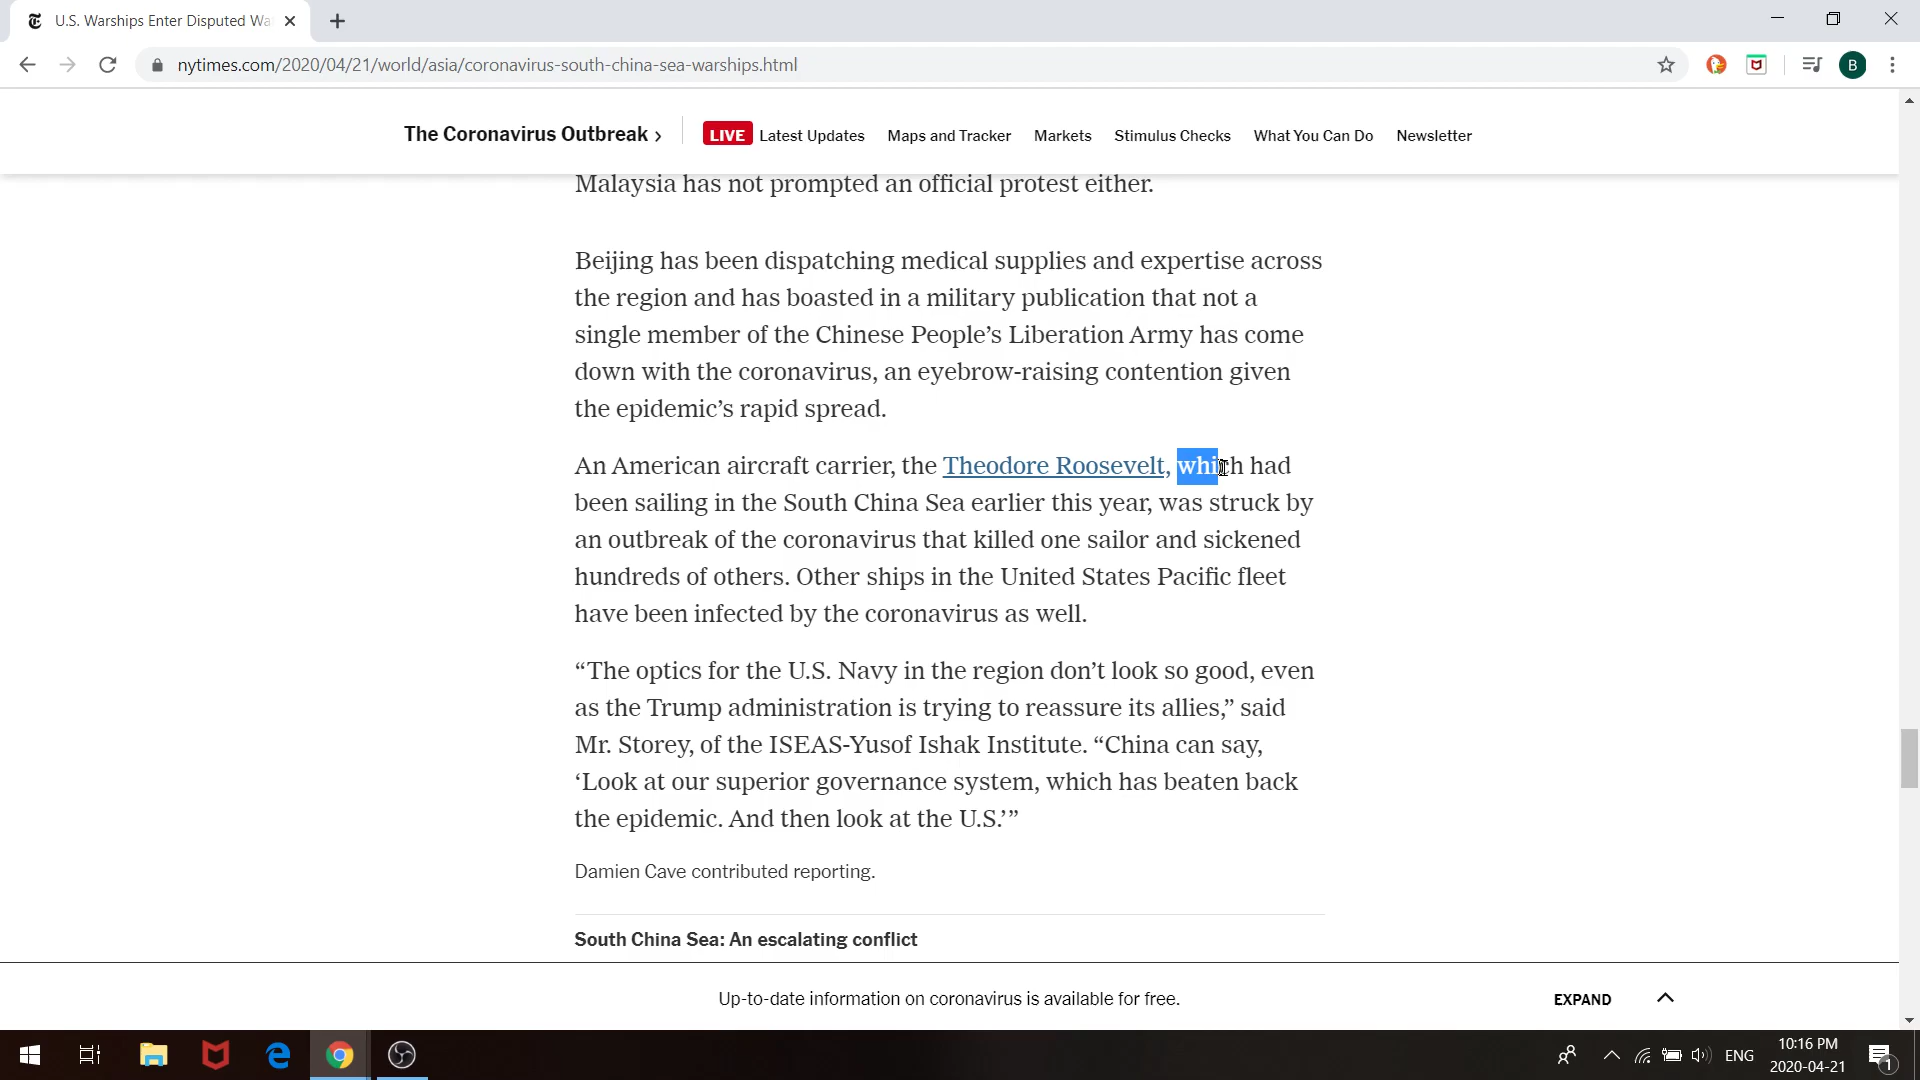 U.S. Warships Enter Disputed Wa
nytimes.com/2020/04/21/world/asia/coronavirus-south-china-sea-warships.html
B
The Coronavirus Outbreak ›
LIVE Latest Updates Maps and Tracker Markets Stimulus Checks What You Can Do Newsletter
Malaysia has not prompted an official protest either.
Beijing has been dispatching medical supplies and expertise across
the region and has boasted in a military publication that not a
single member of the Chinese People’s Liberation Army has come
down with the coronavirus, an eyebrow-raising contention given
the epidemic’s rapid spread.
An American aircraft carrier, the Theodore Roosevelt, which had
been sailing in the South China Sea earlier this year, was struck by
an outbreak of the coronavirus that killed one sailor and sickened
hundreds of others. Other ships in the United States Pacific fleet
have been infected by the coronavirus as well.
“The optics for the U.S. Navy in the region don’t look so good, even
as the Trump administration is trying to reassure its allies,” said
Mr. Storey, of the ISEAS-Yusof Ishak Institute. “China can say,
‘Look at our superior governance system, which has beaten back
the epidemic. And then look at the U.S.’”
Damien Cave contributed reporting.
South China Sea: An escalating conflict
Up-to-date information on coronavirus is available for free.
EXPAND
ENG
10:16 PM
2020-04-21
1